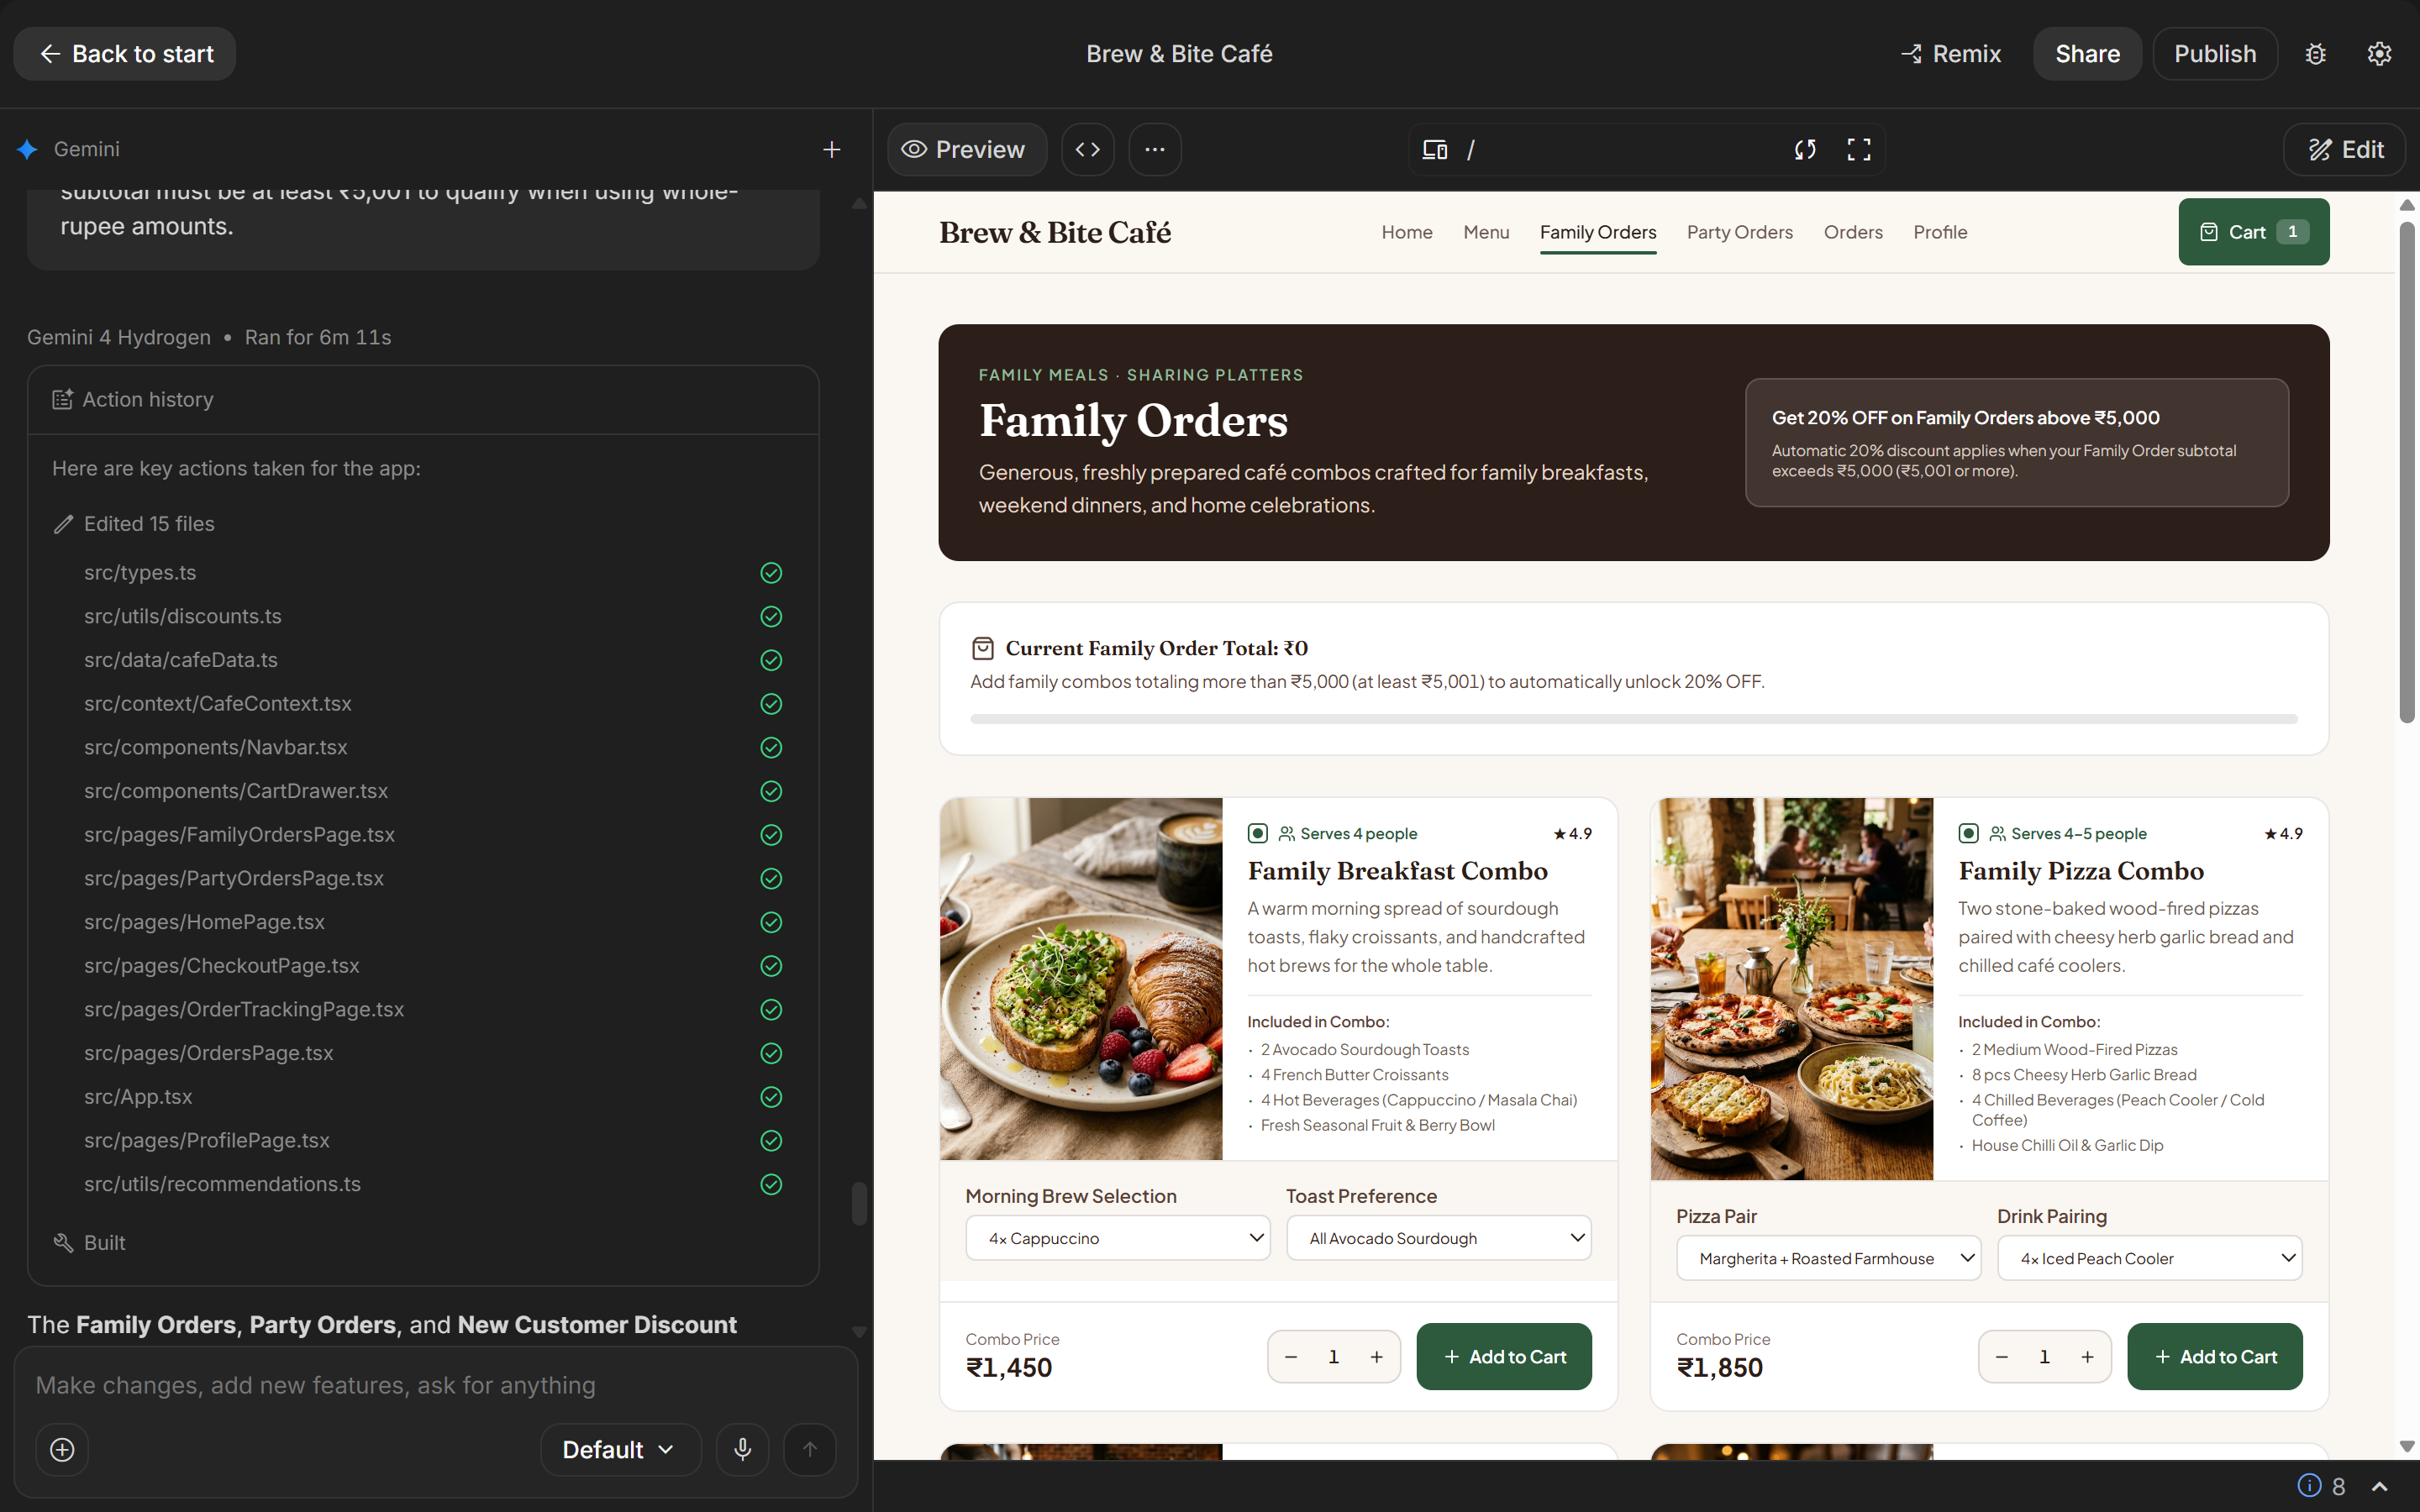 Back to start
Brew & Bite Café
Remix
Share
Publish
Gemini
subtotal must be at least ₹5,001 to qualify when using whole-
rupee amounts.
Gemini 4 Hydrogen • Ran for 6m 11s
Action history
Here are key actions taken for the app:
Edited 15 files
src/types.ts
src/utils/discounts.ts
src/data/cafeData.ts
src/context/CafeContext.tsx
src/components/Navbar.tsx
src/components/CartDrawer.tsx
src/pages/FamilyOrdersPage.tsx
src/pages/PartyOrdersPage.tsx
src/pages/HomePage.tsx
src/pages/CheckoutPage.tsx
src/pages/OrderTrackingPage.tsx
src/pages/OrdersPage.tsx
src/App.tsx
src/pages/ProfilePage.tsx
src/utils/recommendations.ts
Built
The Family Orders, Party Orders, and New Customer Discount
Make changes, add new features, ask for anything
Default
Preview
/
Edit
Brew & Bite Café
Home
Menu
Family Orders
Party Orders
Orders
Profile
Cart 1
FAMILY MEALS · SHARING PLATTERS
Family Orders
Generous, freshly prepared café combos crafted for family breakfasts,
weekend dinners, and home celebrations.
Get 20% OFF on Family Orders above ₹5,000
Automatic 20% discount applies when your Family Order subtotal
exceeds ₹5,000 (₹5,001 or more).
Current Family Order Total: ₹0
Add family combos totaling more than ₹5,000 (at least ₹5,001) to automatically unlock 20% OFF.
Serves 4 people
★ 4.9
Family Breakfast Combo
A warm morning spread of sourdough
toasts, flaky croissants, and handcrafted
hot brews for the whole table.
Included in Combo:
· 2 Avocado Sourdough Toasts
· 4 French Butter Croissants
· 4 Hot Beverages (Cappuccino / Masala Chai)
· Fresh Seasonal Fruit & Berry Bowl
Morning Brew Selection
4× Cappuccino
Toast Preference
All Avocado Sourdough
Combo Price
₹1,450
− 1 +
+ Add to Cart
Serves 4–5 people
★ 4.9
Family Pizza Combo
Two stone-baked wood-fired pizzas
paired with cheesy herb garlic bread and
chilled café coolers.
Included in Combo:
· 2 Medium Wood-Fired Pizzas
· 8 pcs Cheesy Herb Garlic Bread
· 4 Chilled Beverages (Peach Cooler / Cold
Coffee)
· House Chilli Oil & Garlic Dip
Pizza Pair
Margherita + Roasted Farmhouse
Drink Pairing
4× Iced Peach Cooler
Combo Price
₹1,850
− 1 +
+ Add to Cart
8